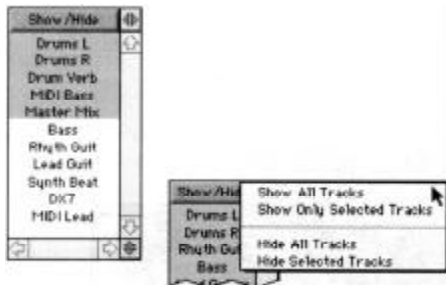 Show/Hide
Drums L
Drums R
Drum Verb
MIDI Bass
Master Mix
Bass
Rhyth Guit
Lead Guit
Synth Beat
DX7
MIDI Lead
Show/Hid
Drums L
Drums R
Rhyth Gui
Bass
Show All Tracks
Show Only Selected Tracks
Hide All Tracks
Hide Selected Tracks